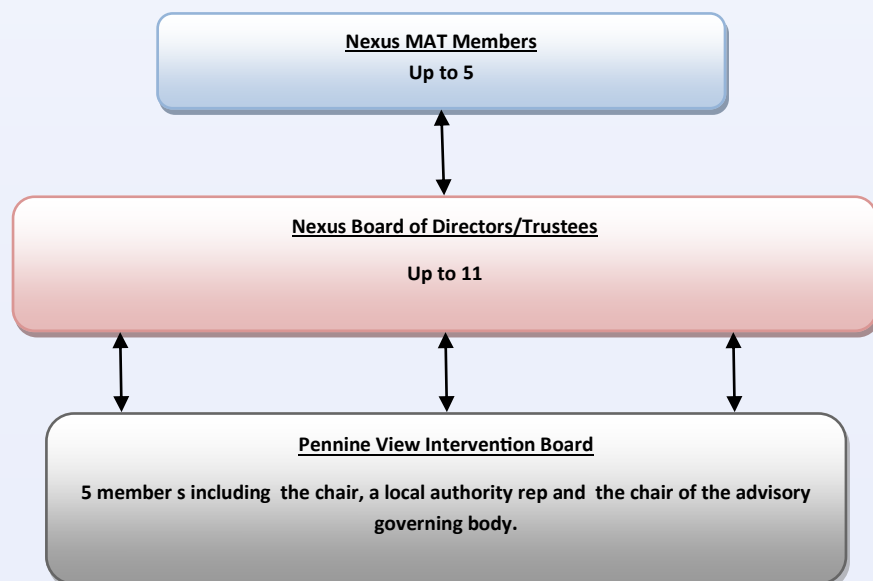 Nexus MAT Members
Up to 5
Nexus Board of Directors/Trustees
Up to 11
Pennine View Intervention Board
5 member s including  the chair, a local authority rep and  the chair of the advisory
governing body.